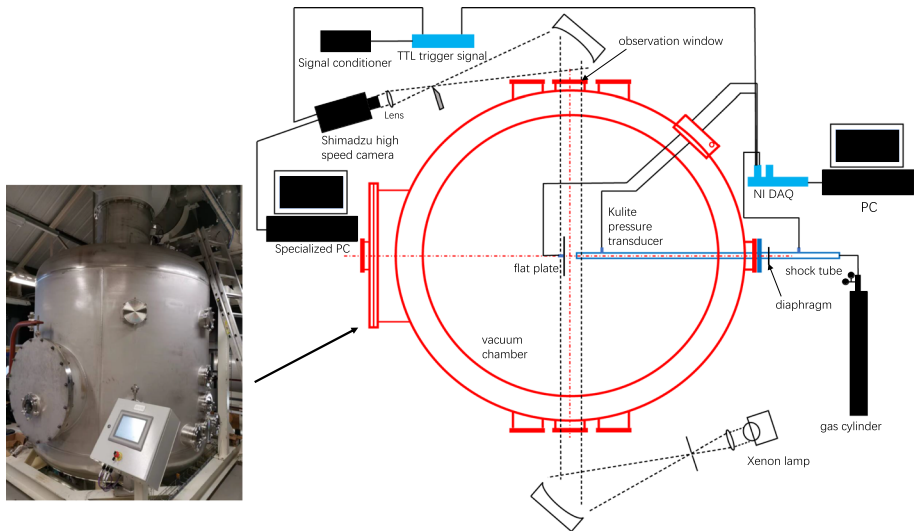 observation window
Signal conditioner
TTL trigger signal
Lens
Shimadzu high
speed camera
Kulite
pressure
transducer
NI DAQ
PC
Specialized PC
flat plate
shock tube
diaphragm
vacuum
chamber
gas cylinder
Xenon lamp